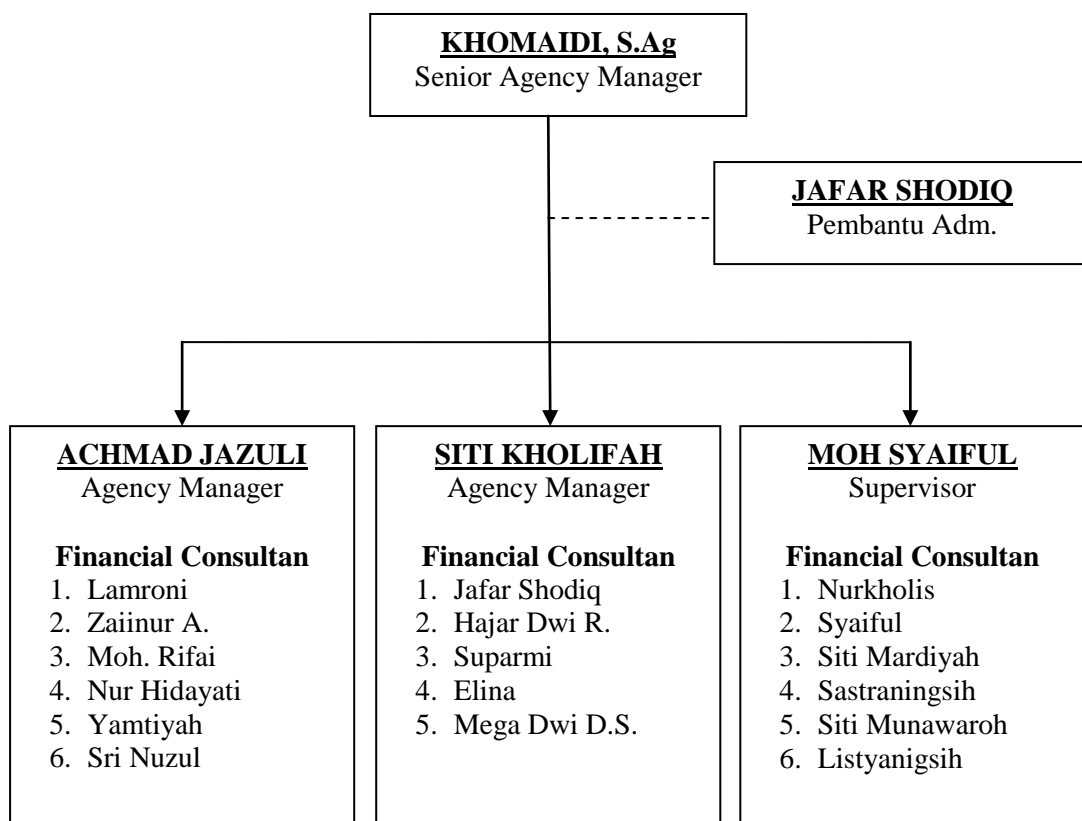 KHOMAIDI, S.Ag
Senior Agency Manager
JAFAR SHODIQ
Pembantu Adm.
ACHMAD JAZULI
Agency Manager
Financial Consultan
1. Lamroni
2. Zaiinur A.
3. Moh. Rifai
4. Nur Hidayati
5. Yamtiyah
6. Sri Nuzul
SITI KHOLIFAH
Agency Manager
Financial Consultan
1. Jafar Shodiq
2. Hajar Dwi R.
3. Suparmi
4. Elina
5. Mega Dwi D.S.
MOH SYAIFUL
Supervisor
Financial Consultan
1. Nurkholis
2. Syaiful
3. Siti Mardiyah
4. Sastraningsih
5. Siti Munawaroh
6. Listyanigsih